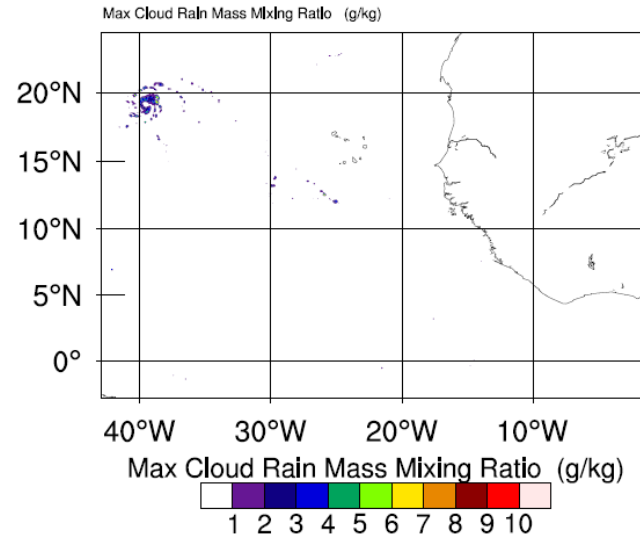 Max Cloud Rain Mass Mixing Ratio (g/kg)
20°N
15°N
10°N
5°N
0°
40°W 30°W 20°W 10°W
Max Cloud Rain Mass Mixing Ratio (g/kg)
1 2 3 4 5 6 7 8 9 10